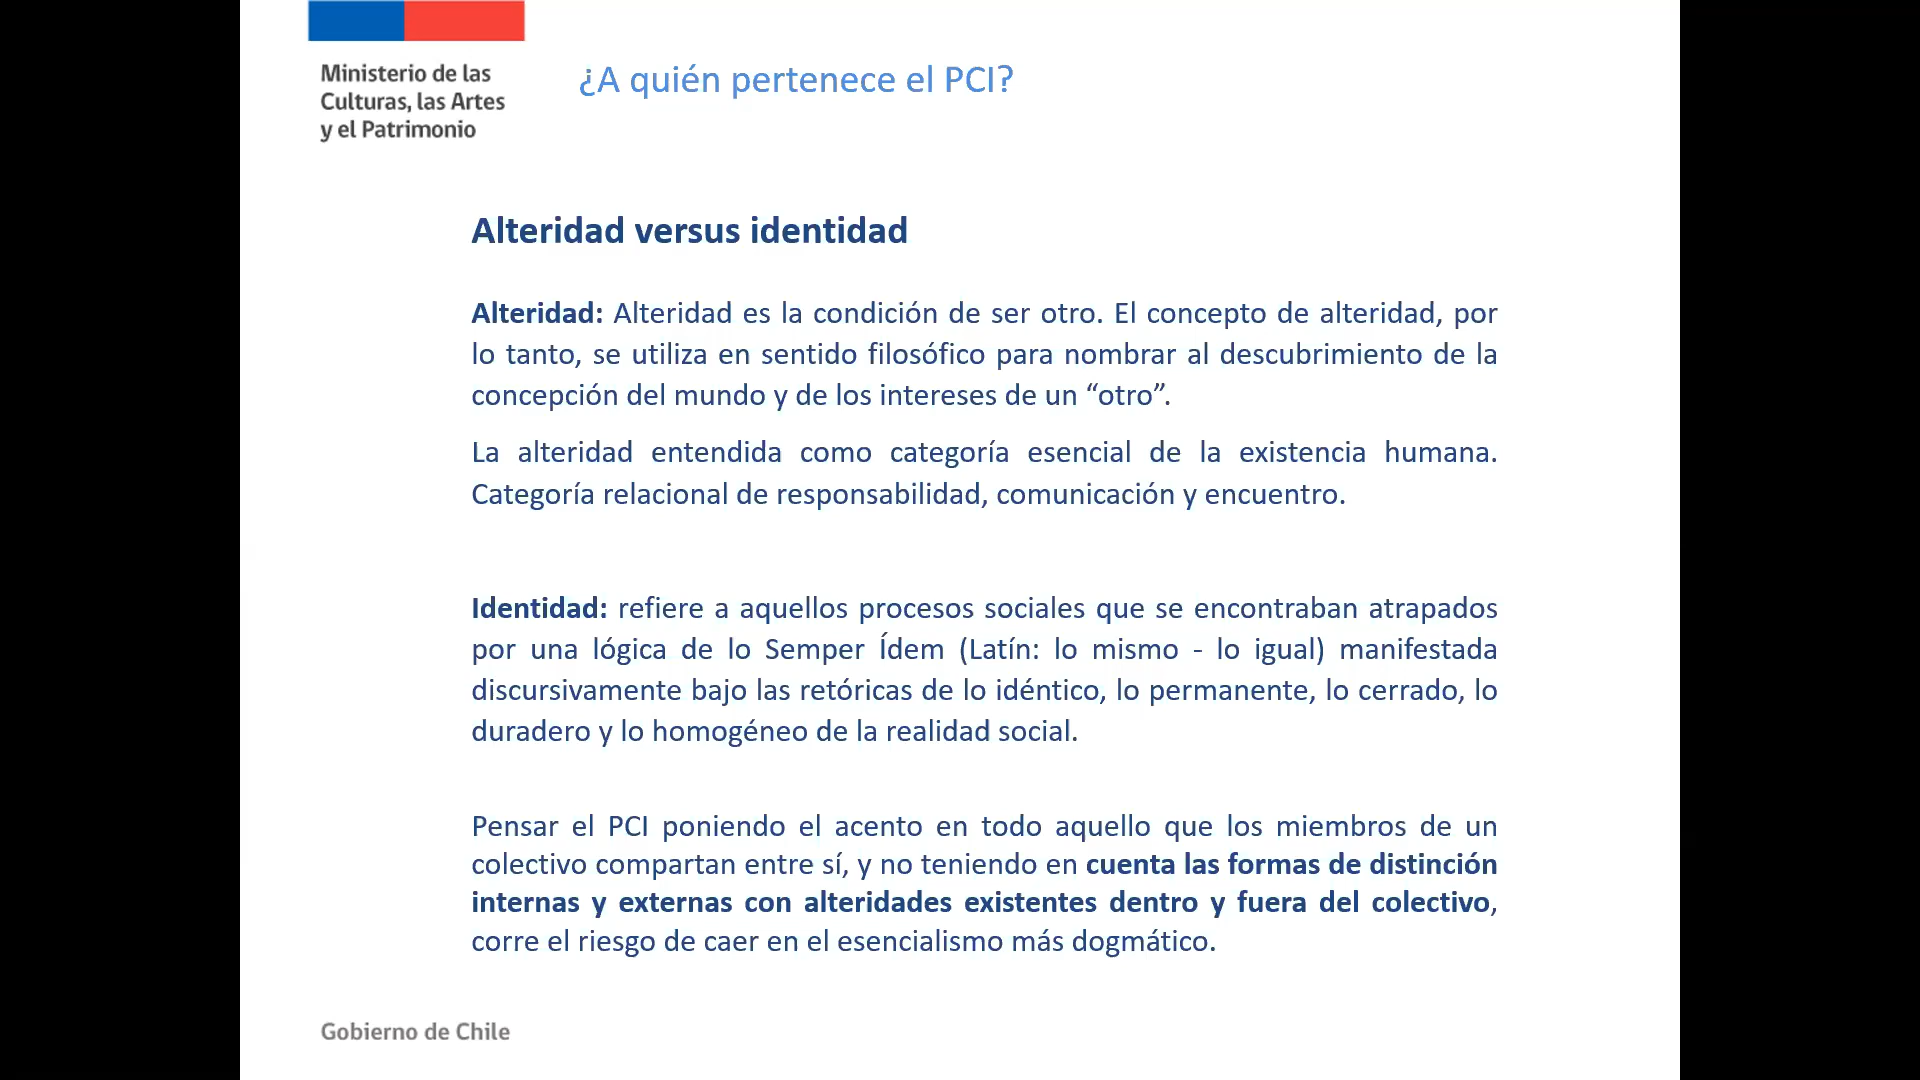 Ministerio de las
Culturas, las Artes
y el Patrimonio
¿A quién pertenece el PCI?
Alteridad versus identidad
Alteridad: Alteridad es la condición de ser otro. El concepto de alteridad, por
lo tanto, se utiliza en sentido filosófico para nombrar al descubrimiento de la
concepción del mundo y de los intereses de un “otro”.
La alteridad entendida como categoría esencial de la existencia humana.
Categoría relacional de responsabilidad, comunicación y encuentro.
Identidad: refiere a aquellos procesos sociales que se encontraban atrapados
por una lógica de lo Semper Ídem (Latín: lo mismo - lo igual) manifestada
discursivamente bajo las retóricas de lo idéntico, lo permanente, lo cerrado, lo
duradero y lo homogéneo de la realidad social.
Pensar el PCI poniendo el acento en todo aquello que los miembros de un
colectivo compartan entre sí, y no teniendo en cuenta las formas de distinción
internas y externas con alteridades existentes dentro y fuera del colectivo,
corre el riesgo de caer en el esencialismo más dogmático.
Gobierno de Chile